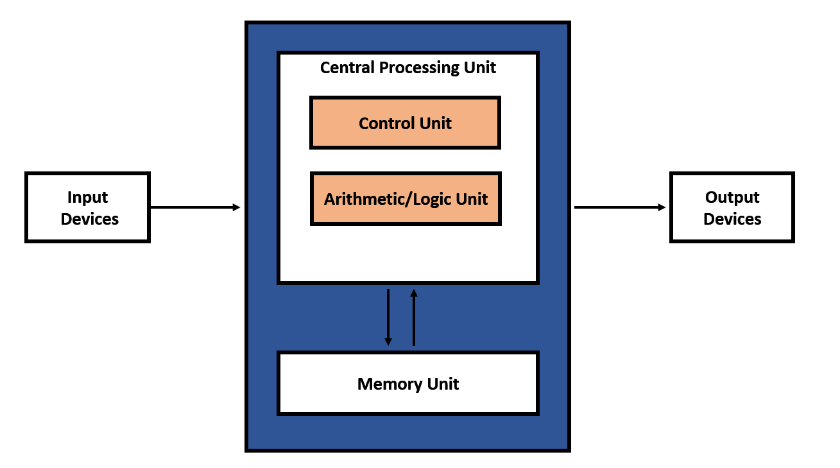 Central Processing Unit
Control Unit
Arithmetic/Logic Unit
Input
Devices
Output
Devices
Memory Unit